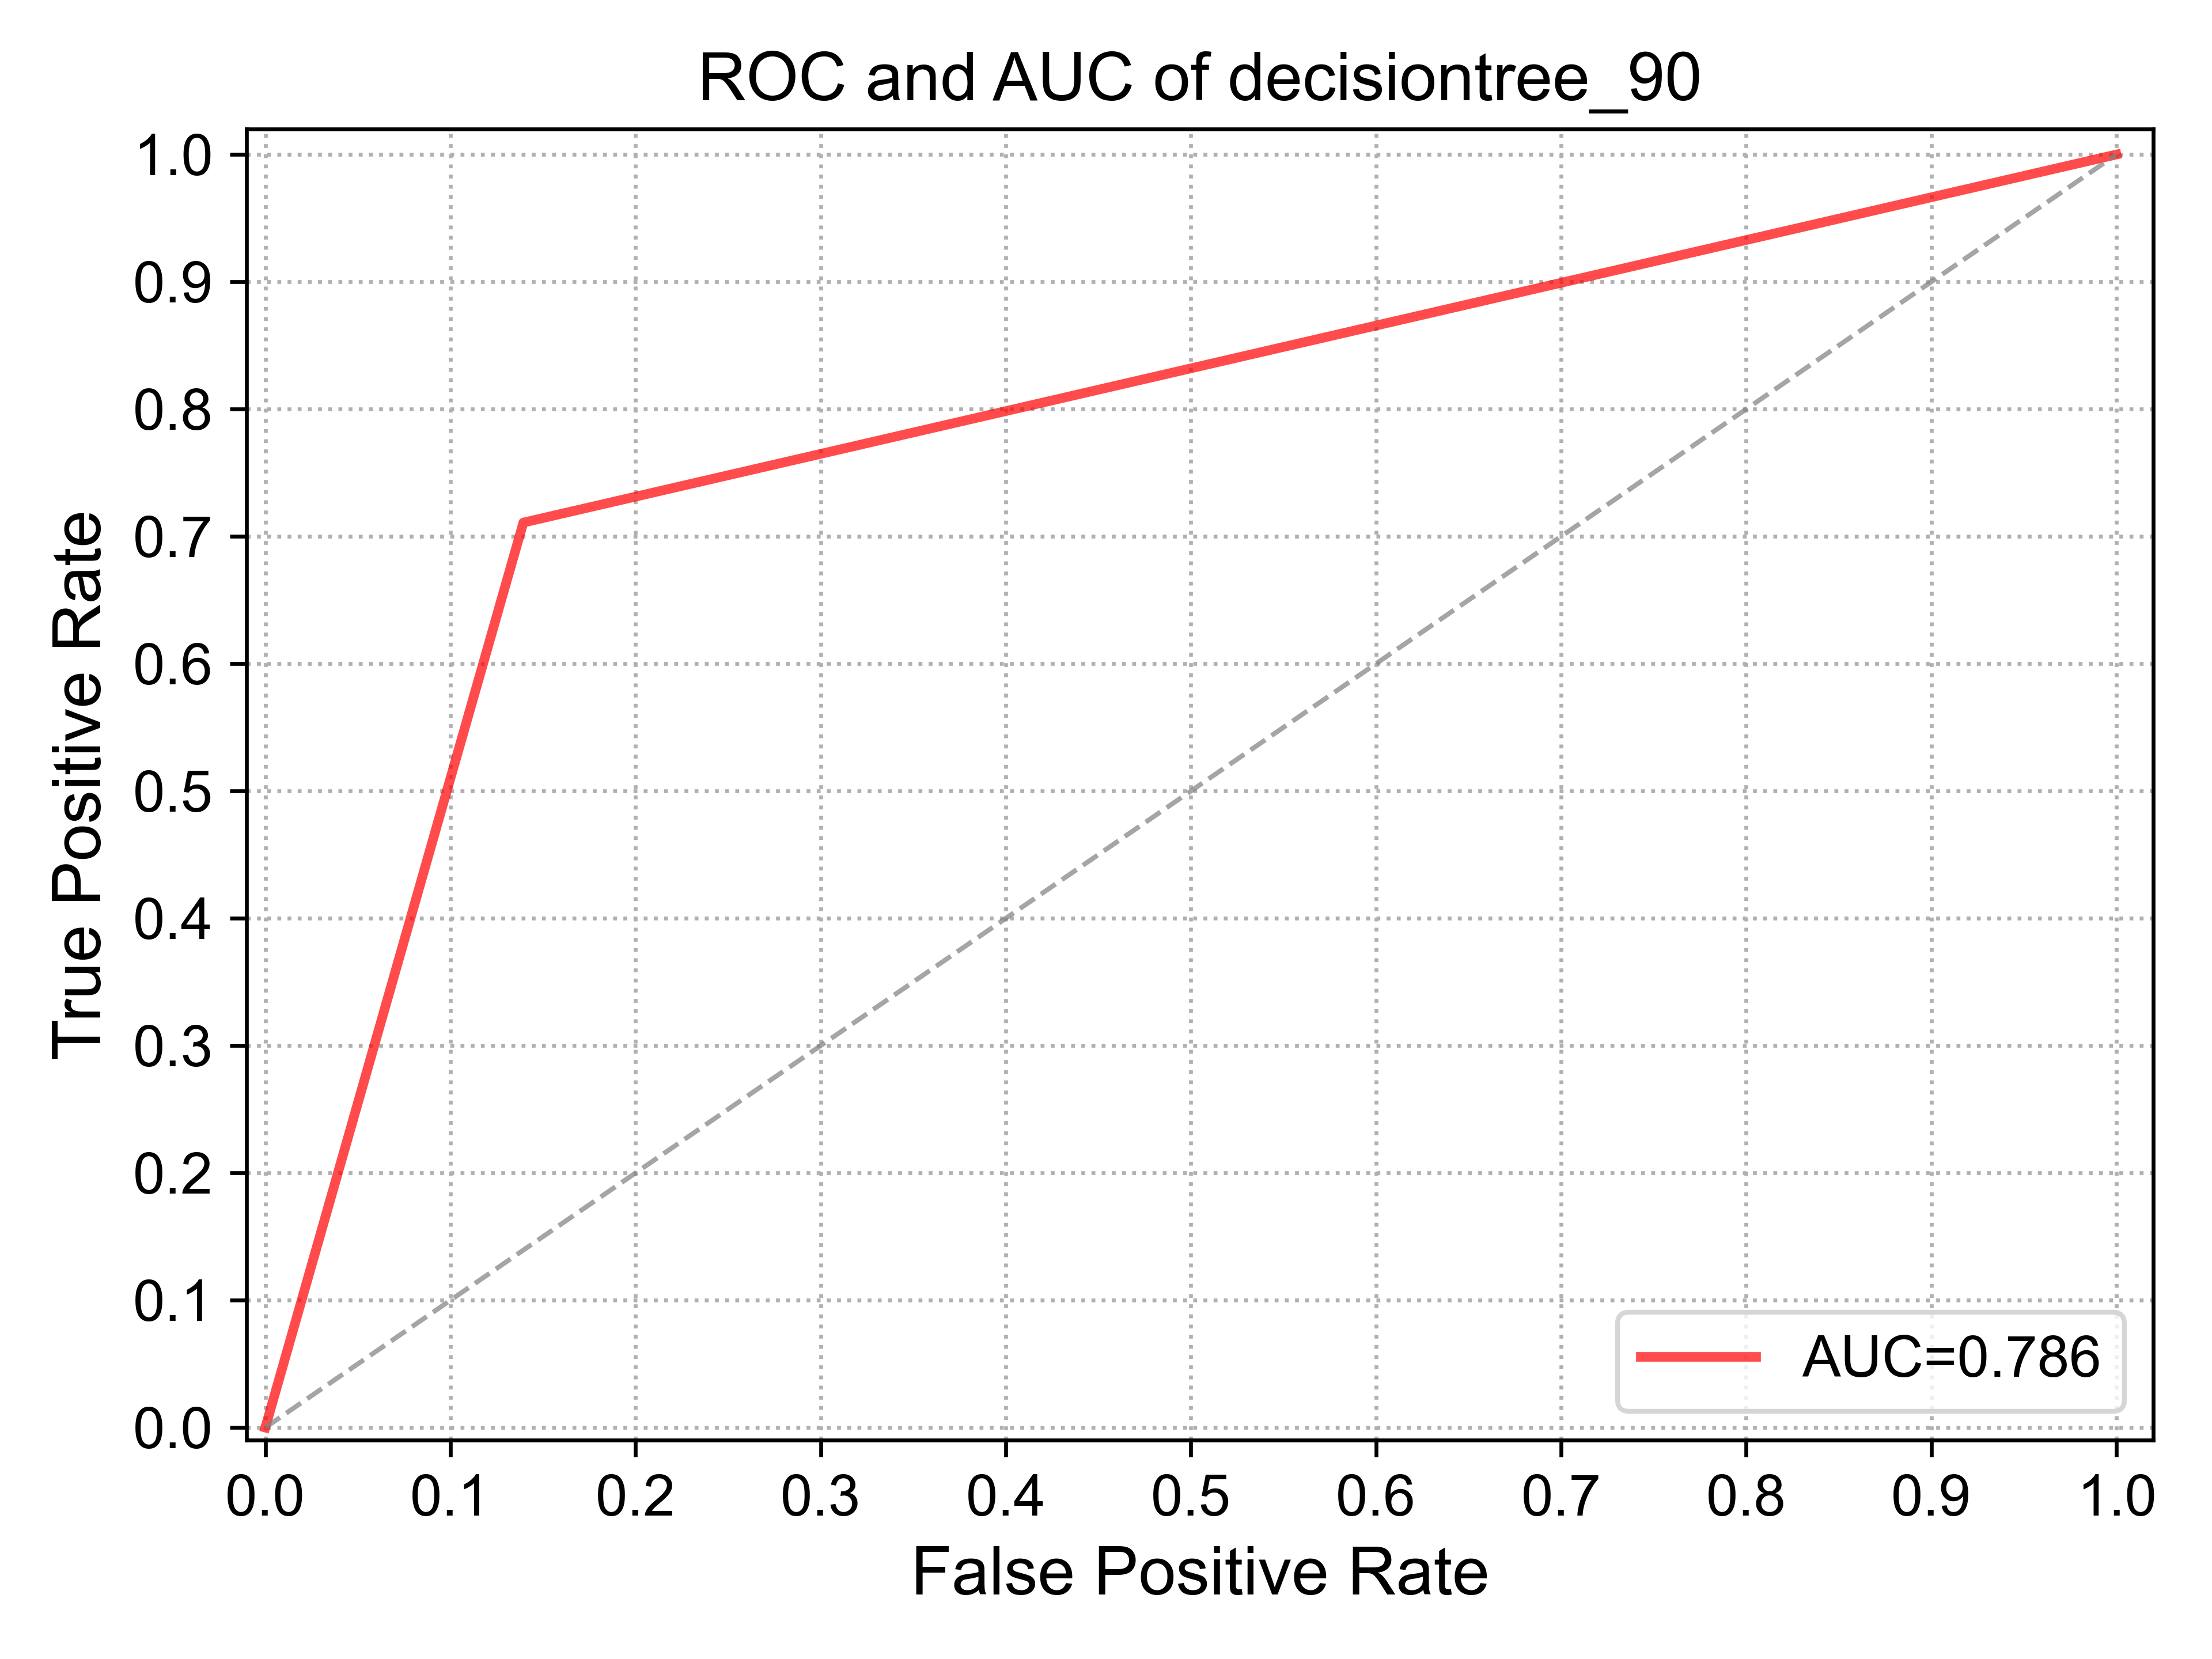 ROC and AUC of decisiontree_90
True Positive Rate
1.0
0.9
0.8
0.7
0.6
0.5
0.4
0.3
0.2
0.1
0.0
AUC=0.786
0.0 0.1 0.2 0.3 0.4 0.5 0.6 0.7 0.8 0.9 1.0
False Positive Rate